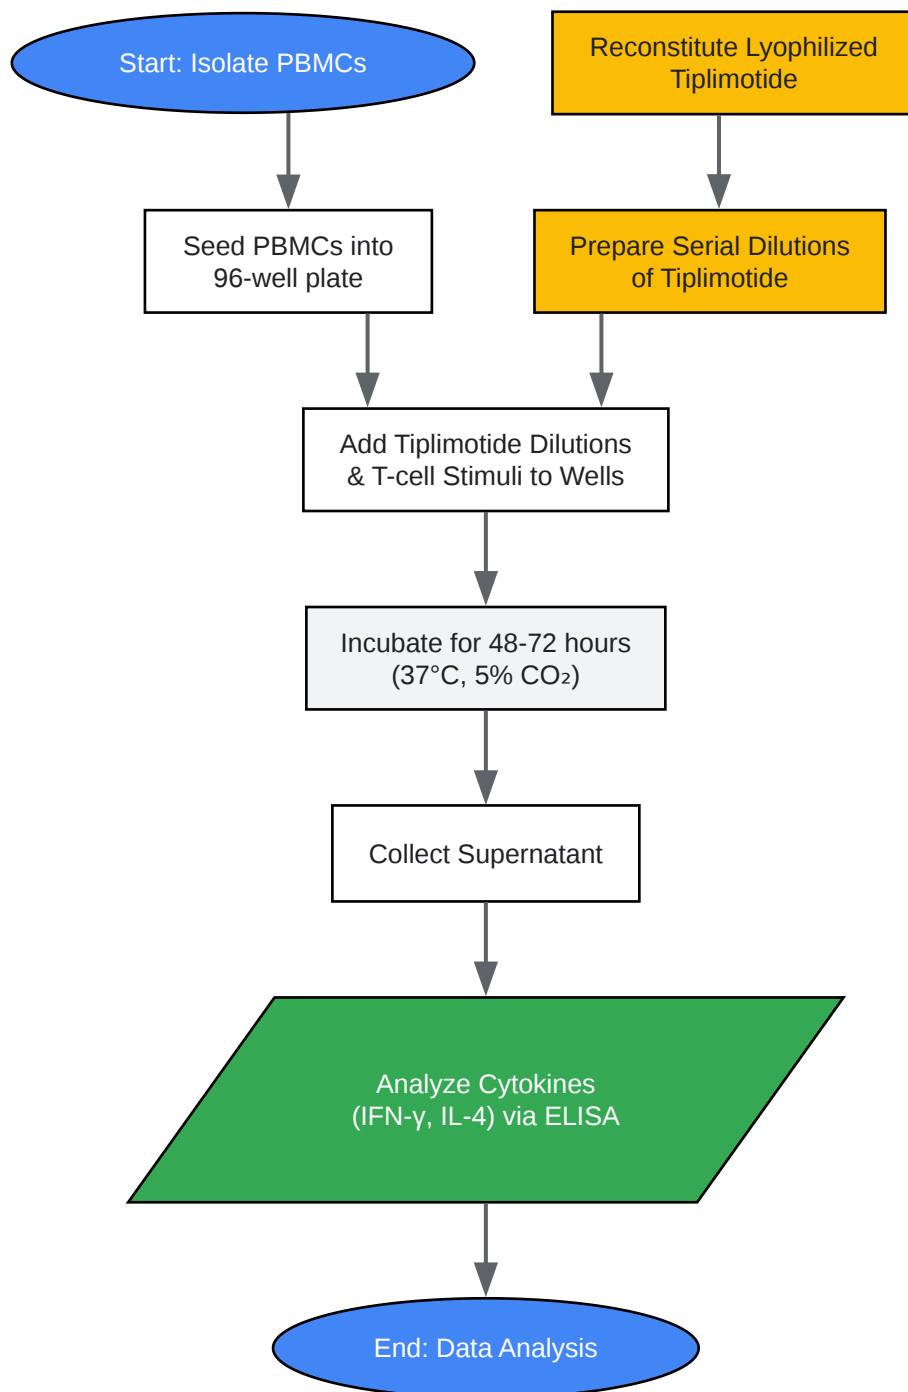 Start: Isolate PBMCs
Reconstitute Lyophilized
Tiplimotide
Seed PBMCs into
96-well plate
Prepare Serial Dilutions
of Tiplimotide
Add Tiplimotide Dilutions
& T-cell Stimuli to Wells
Incubate for 48-72 hours
(37°C, 5% CO₂)
Collect Supernatant
Analyze Cytokines
(IFN-γ, IL-4) via ELISA
End: Data Analysis